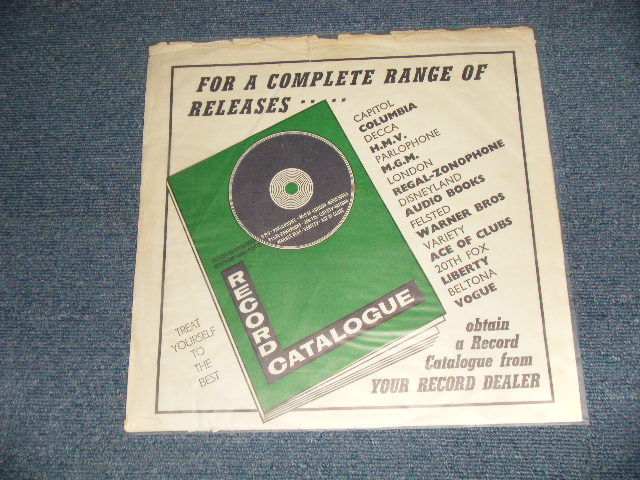 FOR A COMPLETE RANGE OF
RELEASES .....
CAPITOL
COLUMBIA
DECCA
H.M.V.
PARLOPHONE
M.G.M.
LONDON
REGAL-ZONOPHONE
DISNEYLAND
AUDIO BOOKS
FELSTED
WARNER BROS
VARIETY
ACE OF CLUBS
20TH FOX
LIBERTY
BELTONA
VOGUE
RECORD
CATALOGUE
TREAT
YOURSELF
TO
THE
BEST
obtain
a Record
Catalogue from
YOUR RECORD DEALER